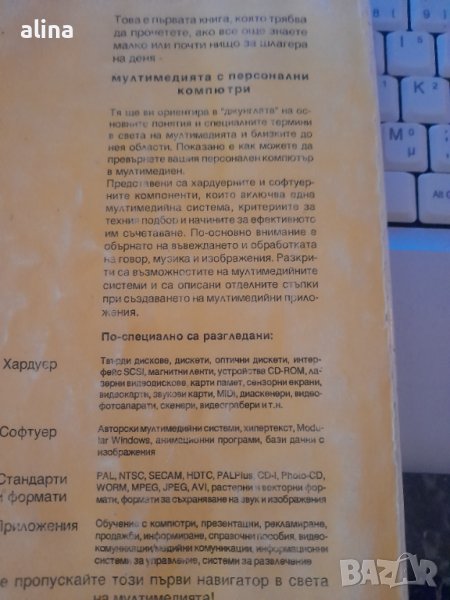 alina
Това е първата книга, която трябва
да прочетете, ако все още знаете
малко или почти нищо за шлагера
на деня -
мултимедията с персонални
компютри
Тя ще ви ориентира в "джунглата" на ос-
новните понятия и специалните термини
в света на мултимедията и близките до
нея области. Показано е как можете да
превърнете вашия персонален компютър
в мултимедиен.
Представени са хардуерните и софтуер-
ните компоненти, които включва една
мултимедийна система, критериите за
техния подбор и начините за ефективното
им съчетаване. По-основно внимание е
обърнато на въвеждането и обработката
на говор, музика и изображения. Разкри-
ти са възможностите на мултимедийните
системи и са описани отделните стъпки
при създаването на мултимедийни прило-
жения.
По-специално са разгледани:
Хардуер
Твърди дискове, дискети, оптични дискети, интер-
фейс SCSI, магнитни ленти, устройства CD-ROM, ла-
зерни видеодискове, карти памет, сензорни екрани,
видеокарти, звукови карти, MIDI, диаскенери, видео-
фотоапарати, скенери, видеограбери и т.н.
Софтуер
Авторски мултимедийни системи, хипертекст, Modu-
lar Windows, анимационни програми, бази данни с
изображения
Стандарти
и формати
PAL, NTSC, SECAM, HDTC, PALPlus, CD-I, Photo-CD,
WORM, MPEG, JPEG, AVI, растерни и векторни фор-
мати, формати за съхраняване на звук и изображения
Приложения
Обучение с компютри, презентации, рекламиране,
продажби, информиране, справочни пособия, видео-
комуникации/медийни комуникации, информационни
системи за управление, системи за развлечение
е пропускайте този първи навигатор в света
на мултимедията!
BAZAR